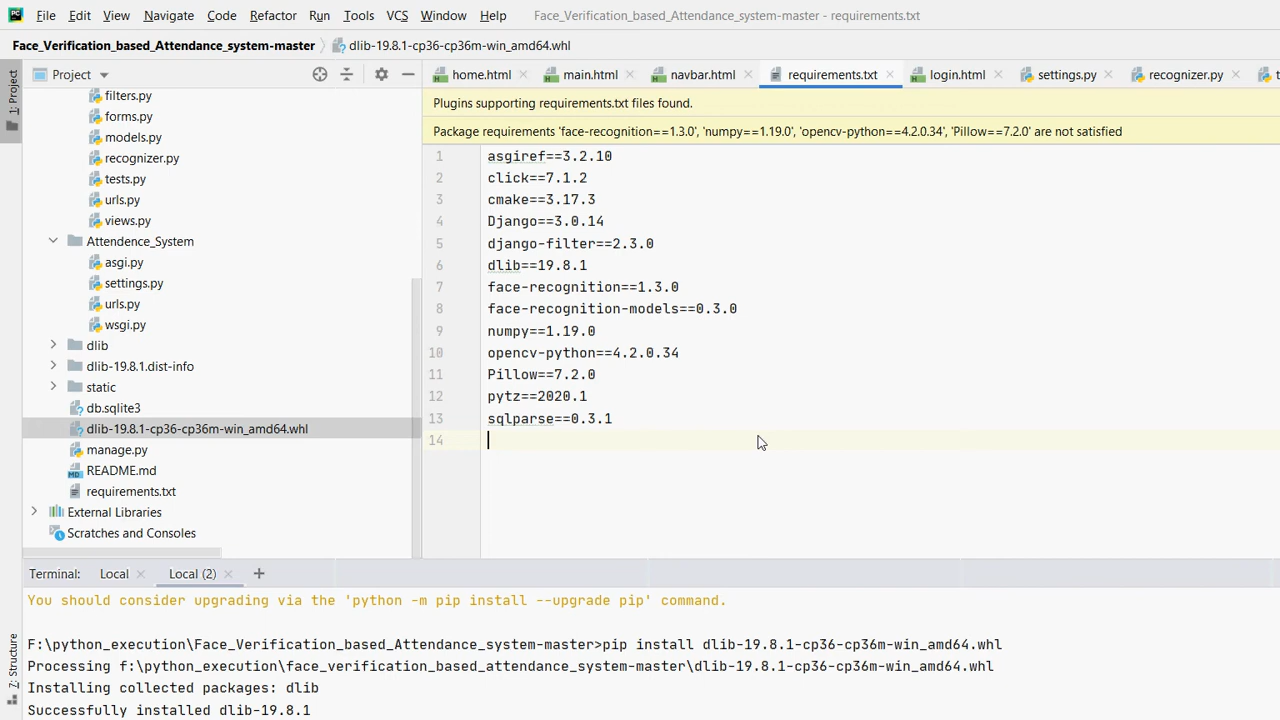 File Edit View Navigate Code Refactor Run Tools VCS Window Help Face_Verification_based_Attendance_system-master - requirements.txt
Face_Verification_based_Attendance_system-master dlib-19.8.1-cp36-cp36m-win_amd64.whl
1: Project
Project
filters.py
forms.py
models.py
recognizer.py
tests.py
urls.py
views.py
Attendence_System
asgi.py
settings.py
urls.py
wsgi.py
dlib
dlib-19.8.1.dist-info
static
db.sqlite3
dlib-19.8.1-cp36-cp36m-win_amd64.whl
manage.py
README.md
requirements.txt
External Libraries
Scratches and Consoles
home.html main.html navbar.html requirements.txt login.html settings.py recognizer.py
Plugins supporting requirements.txt files found.
Package requirements 'face-recognition==1.3.0', 'numpy==1.19.0', 'opencv-python==4.2.0.34', 'Pillow==7.2.0' are not satisfied
1 asgiref==3.2.10
2 click==7.1.2
3 cmake==3.17.3
4 Django==3.0.14
5 django-filter==2.3.0
6 dlib==19.8.1
7 face-recognition==1.3.0
8 face-recognition-models==0.3.0
9 numpy==1.19.0
10 opencv-python==4.2.0.34
11 Pillow==7.2.0
12 pytz==2020.1
13 sqlparse==0.3.1
14
Terminal: Local Local (2)
You should consider upgrading via the 'python -m pip install --upgrade pip' command.
F:\python_execution\Face_Verification_based_Attendance_system-master>pip install dlib-19.8.1-cp36-cp36m-win_amd64.whl
Processing f:\python_execution\face_verification_based_attendance_system-master\dlib-19.8.1-cp36-cp36m-win_amd64.whl
Installing collected packages: dlib
Successfully installed dlib-19.8.1
7: Structure